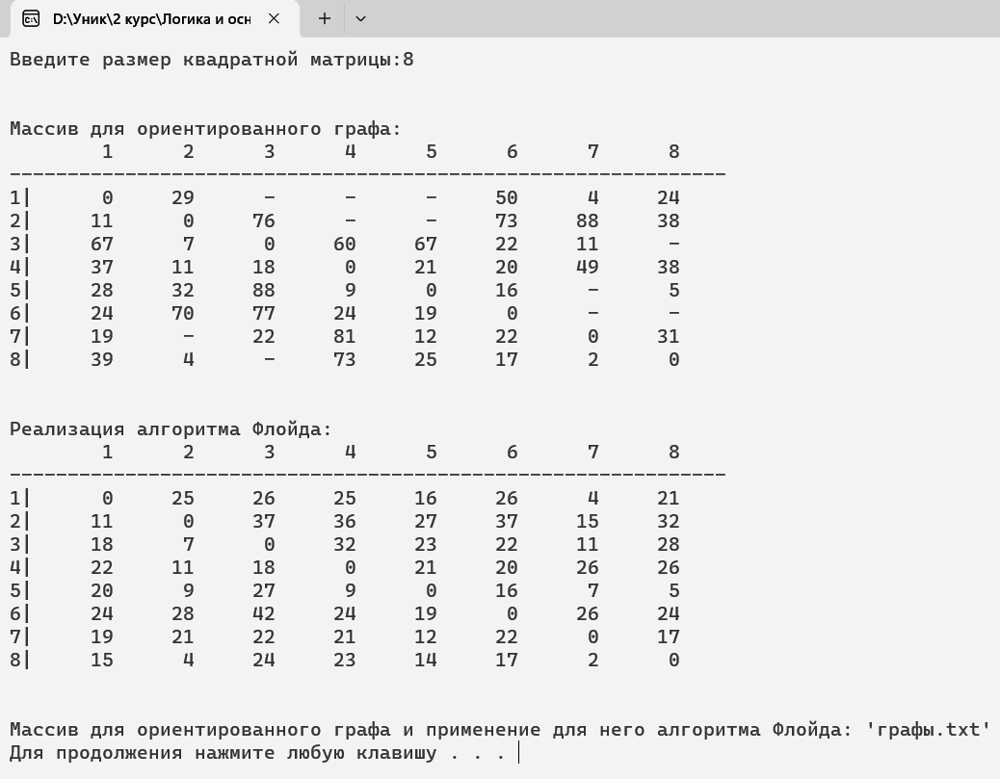 D:\Уник\2 курс\Логика и осн
Введите размер квадратной матрицы:8
Массив для ориентированного графа:
1 2 3 4 5 6 7 8
--------------------------------------------------------------
1| 0 29 - - - 50 4 24
2| 11 0 76 - - 73 88 38
3| 67 7 0 60 67 22 11 -
4| 37 11 18 0 21 20 49 38
5| 28 32 88 9 0 16 - 5
6| 24 70 77 24 19 0 - -
7| 19 - 22 81 12 22 0 31
8| 39 4 - 73 25 17 2 0
Реализация алгоритма Флойда:
1 2 3 4 5 6 7 8
--------------------------------------------------------------
1| 0 25 26 25 16 26 4 21
2| 11 0 37 36 27 37 15 32
3| 18 7 0 32 23 22 11 28
4| 22 11 18 0 21 20 26 26
5| 20 9 27 9 0 16 7 5
6| 24 28 42 24 19 0 26 24
7| 19 21 22 21 12 22 0 17
8| 15 4 24 23 14 17 2 0
Массив для ориентированного графа и применение для него алгоритма Флойда: 'графы.txt'
Для продолжения нажмите любую клавишу . . .